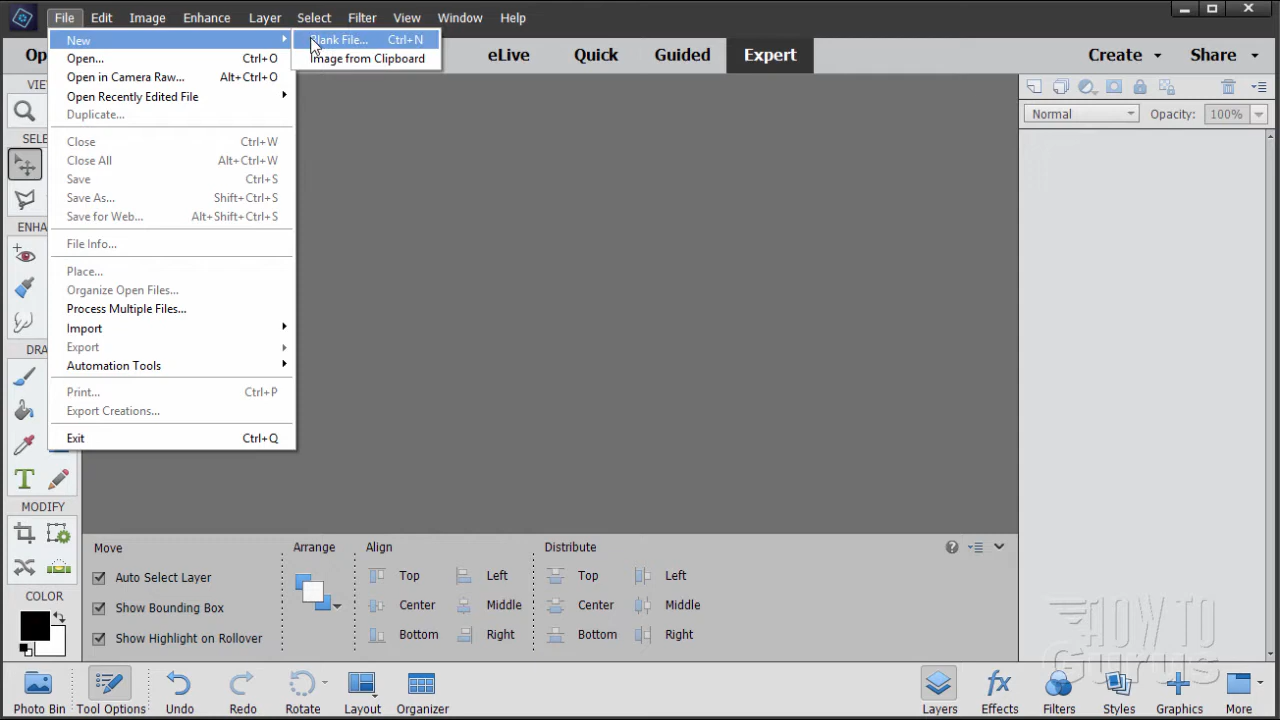 File Edit Image Enhance Layer Select Filter View Window Help
eLive Quick Guided Expert Create Share
New
Blank File... Ctrl+N
Image from Clipboard
Open... Ctrl+O
Open in Camera Raw... Alt+Ctrl+O
Open Recently Edited File
Duplicate...
Close Ctrl+W
Close All Alt+Ctrl+W
Save Ctrl+S
Save As... Shift+Ctrl+S
Save for Web... Alt+Shift+Ctrl+S
File Info...
Place...
Organize Open Files...
Process Multiple Files...
Import
Export
Automation Tools
Print... Ctrl+P
Export Creations...
Exit Ctrl+Q
Normal Opacity: 100%
MODIFY
COLOR
Move
Auto Select Layer
Show Bounding Box
Show Highlight on Rollover
Arrange
Align
Top Left
Center Middle
Bottom Right
Distribute
Top Left
Center Middle
Bottom Right
HOW TO
Gurus
Photo Bin Tool Options Undo Redo Rotate Layout Organizer Layers Effects Filters Styles Graphics More